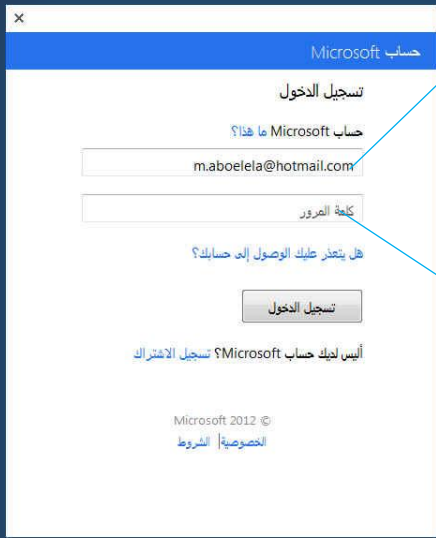 حساب Microsoft
تسجيل الدخول
حساب Microsoft ما هذا؟
m.aboelela@hotmail.com
كلمة المرور
هل يتعذر عليك الوصول إلى حسابك؟
تسجيل الدخول
أليس لديك حساب Microsoft؟ تسجيل الاشتراك
Microsoft 2012 ©
الخصوصية| الشروط